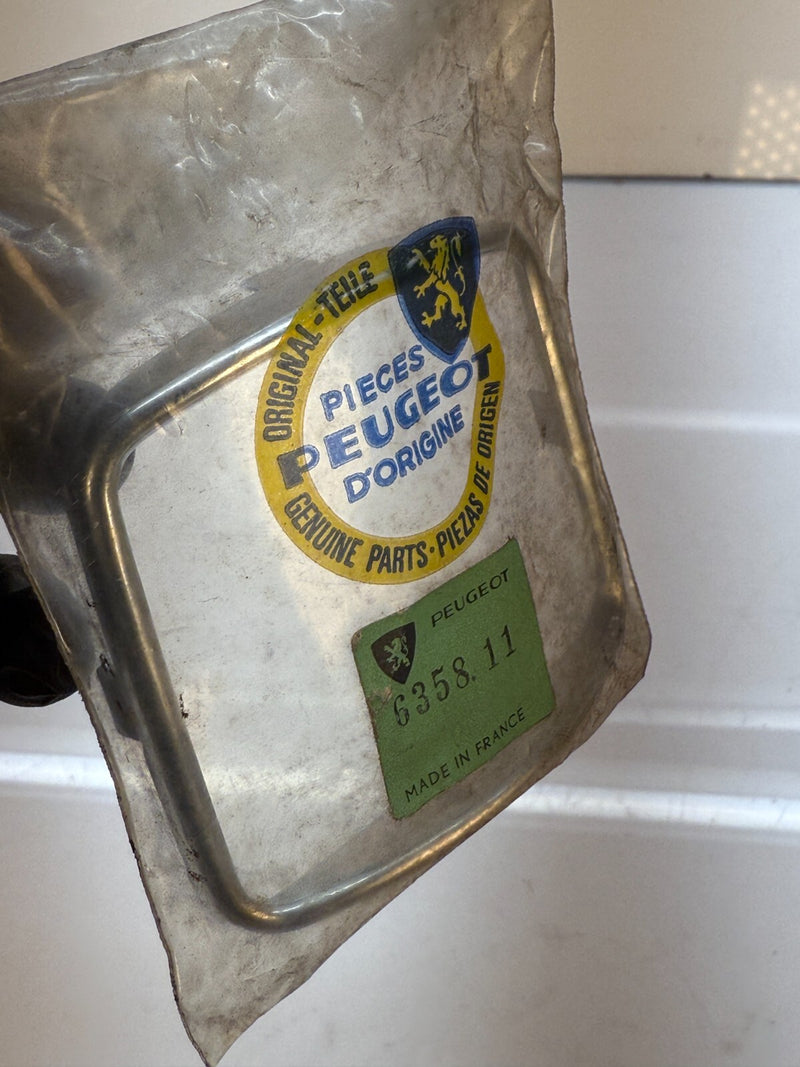 ORIGINAL-TEILE
PIECES
PEUGEOT
D'ORIGINE
GENUINE PARTS · PIEZAS DE ORIGEN
PEUGEOT
6358.11
MADE IN FRANCE